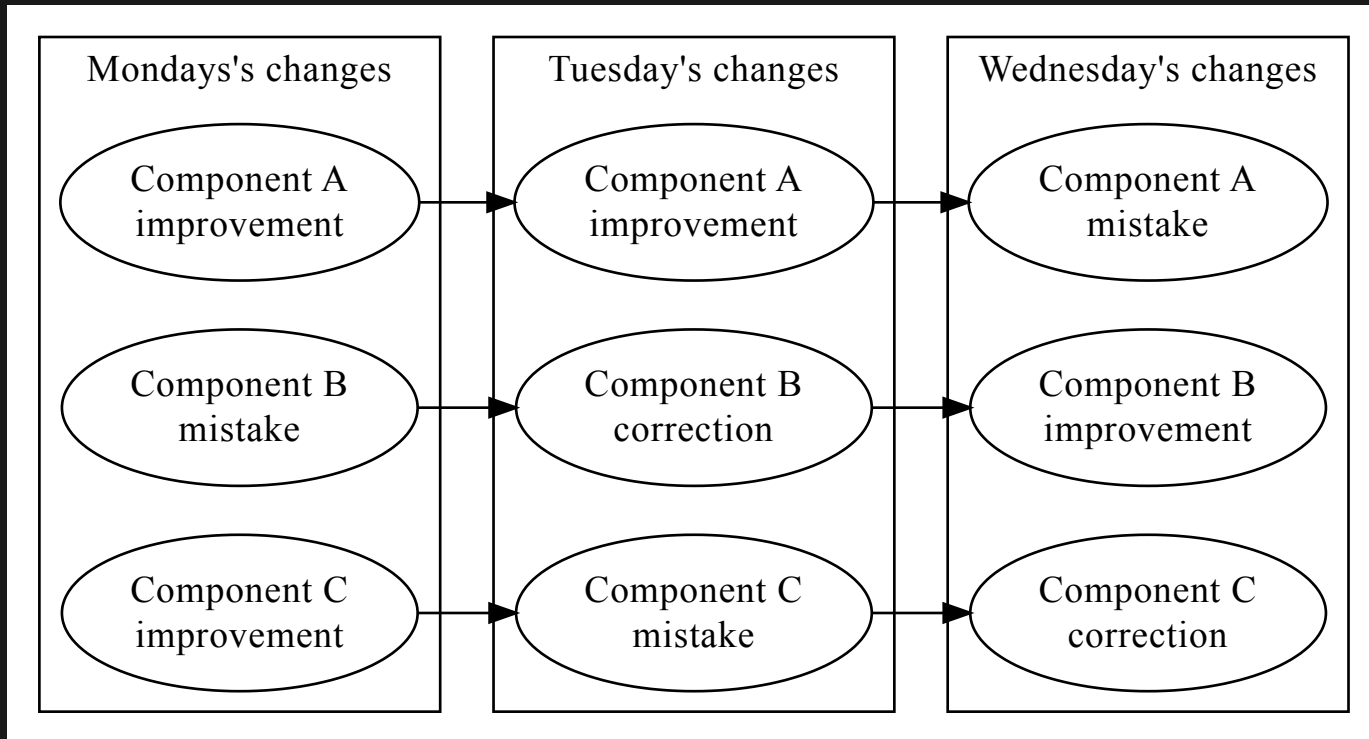 Mondays's changes
Component A
improvement
Component B
mistake
Component C
improvement
Tuesday's changes
Component A
improvement
Component B
correction
Component C
mistake
Wednesday's changes
Component A
mistake
Component B
improvement
Component C
correction